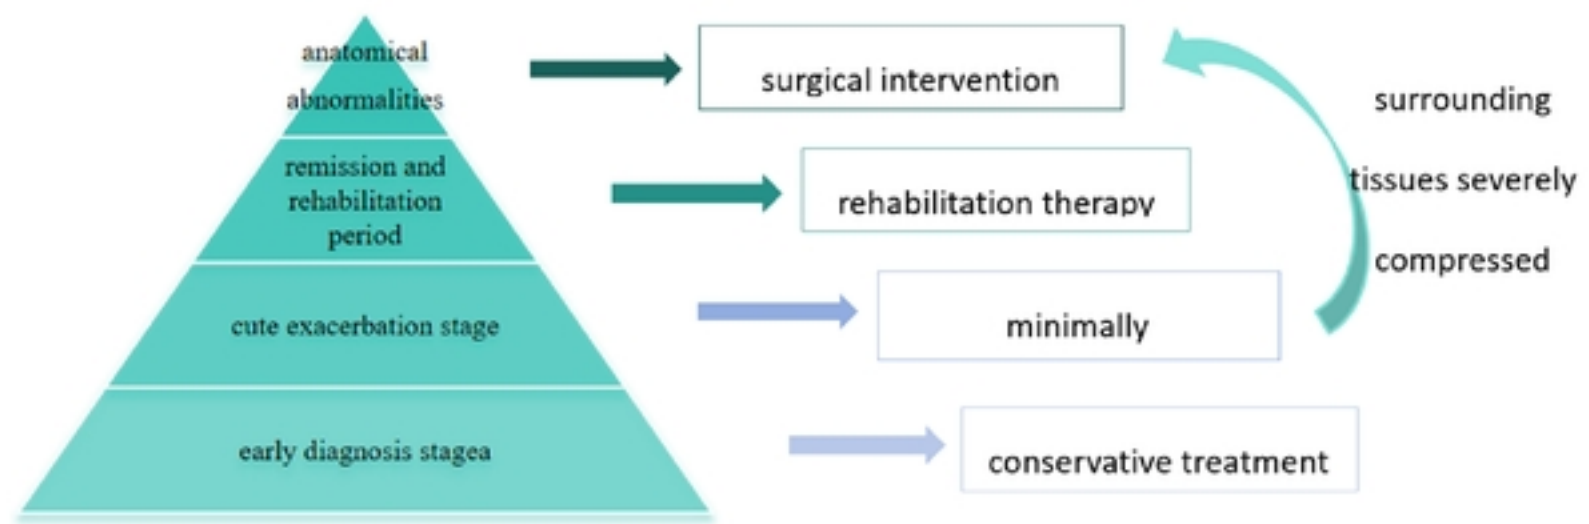 anatomical
abnormalities
surgical intervention
remission and
rehabilitation
period
rehabilitation therapy
cute exacerbation stage
minimally
early diagnosis stagea
conservative treatment
surrounding
tissues severely
compressed